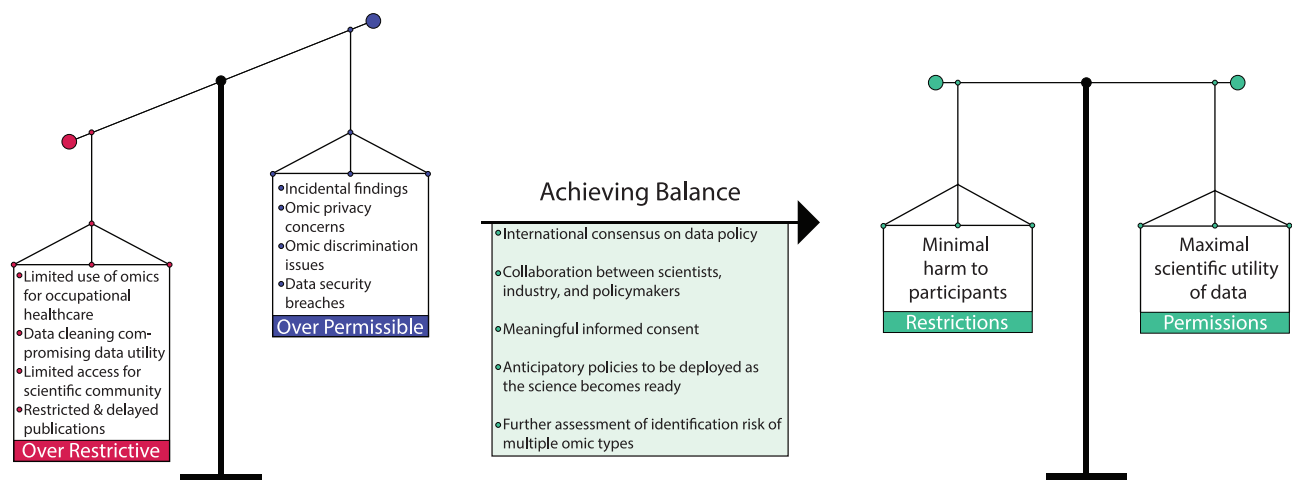 Limited use of omics
for occupational
healthcare
Data cleaning com-
promising data utility
Limited access for
scientific community
Restricted & delayed
publications
Over Restrictive
Incidental findings
Omic privacy
concerns
Omic discrimination
issues
Data security
breaches
Over Permissible
Achieving Balance
International consensus on data policy
Collaboration between scientists,
industry, and policymakers
Meaningful informed consent
Anticipatory policies to be deployed as
the science becomes ready
Further assessment of identification risk of
multiple omic types
Minimal
harm to
participants
Restrictions
Maximal
scientific utility
of data
Permissions